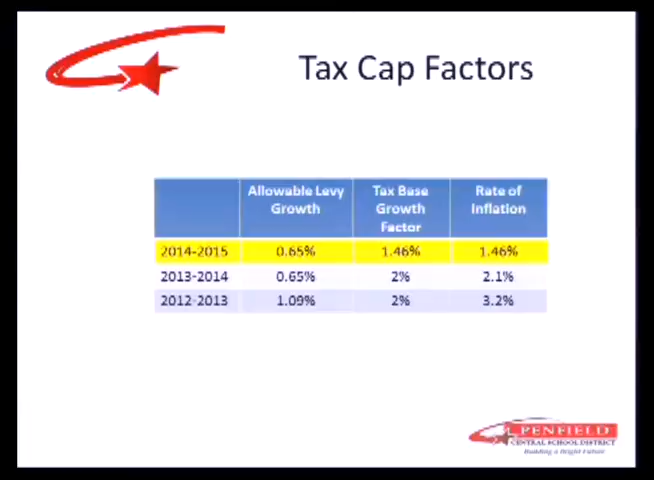 Tax Cap Factors
Allowable Levy Growth | Tax Base Growth Factor | Rate of Inflation
2014-2015 0.65% 1.46% 1.46%
2013-2014 0.65% 2% 2.1%
2012-2013 1.09% 2% 3.2%
PENFIELD
CENTRAL SCHOOL DISTRICT
Building a Bright Future